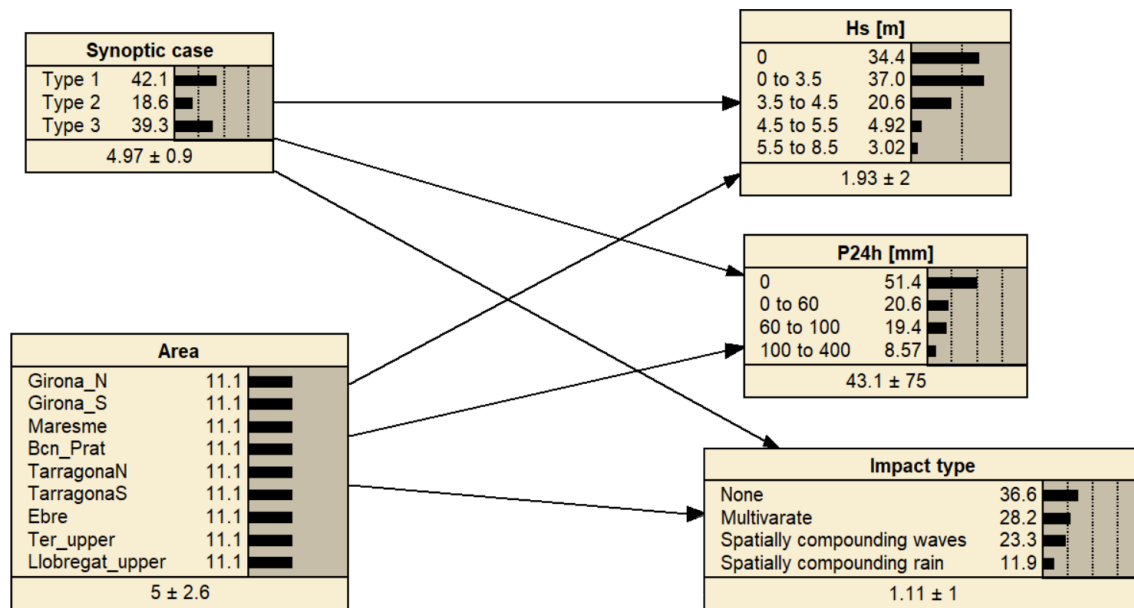 Synoptic case
Type 1 42.1
Type 2 18.6
Type 3 39.3
4.97 ± 0.9
Hs [m]
0 34.4
0 to 3.5 37.0
3.5 to 4.5 20.6
4.5 to 5.5 4.92
5.5 to 8.5 3.02
1.93 ± 2
P24h [mm]
0 51.4
0 to 60 20.6
60 to 100 19.4
100 to 400 8.57
43.1 ± 75
Area
Girona_N 11.1
Girona_S 11.1
Maresme 11.1
Bcn_Prat 11.1
TarragonaN 11.1
TarragonaS 11.1
Ebre 11.1
Ter_upper 11.1
Llobregat_upper 11.1
5 ± 2.6
Impact type
None 36.6
Multivarate 28.2
Spatially compounding waves 23.3
Spatially compounding rain 11.9
1.11 ± 1